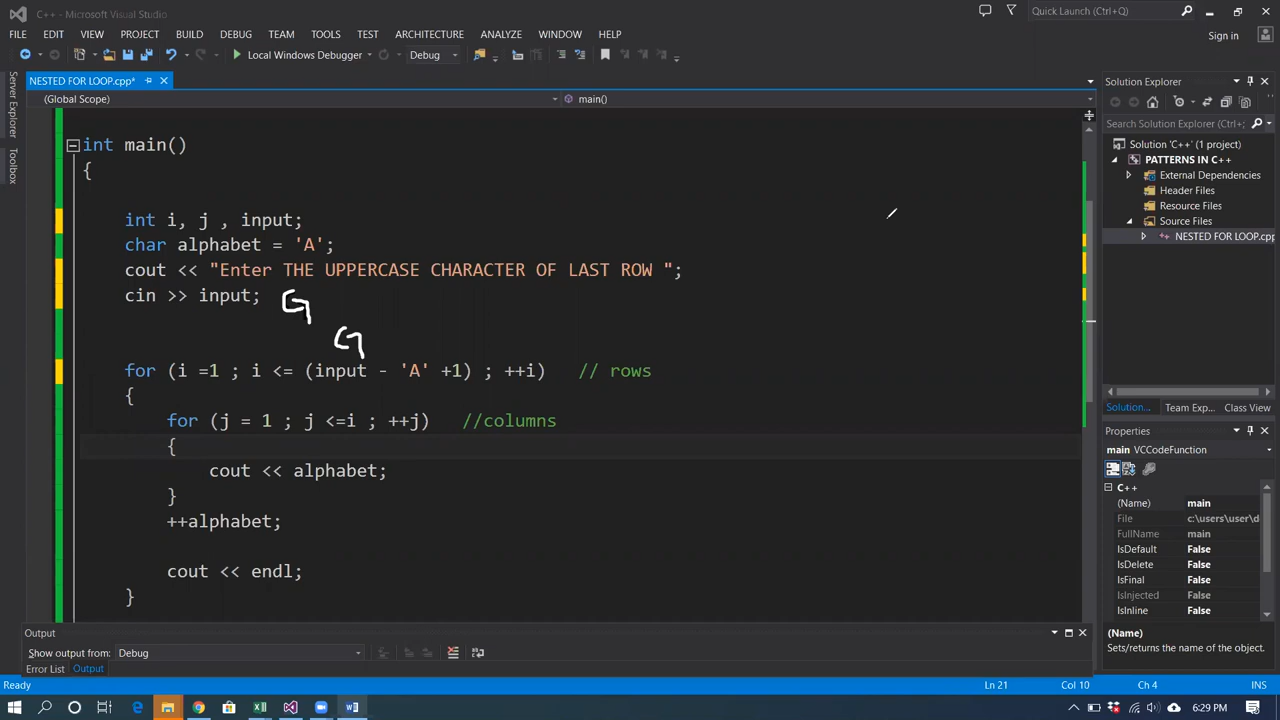 C++ - Microsoft Visual Studio
Quick Launch (Ctrl+Q)
FILE EDIT VIEW PROJECT BUILD DEBUG TEAM TOOLS TEST ARCHITECTURE ANALYZE WINDOW HELP
Sign in
Local Windows Debugger Debug
NESTED FOR LOOP.cpp*
(Global Scope) main()
Server Explorer
Toolbox
int main()
{
int i, j , input;
char alphabet = 'A';
cout << "Enter THE UPPERCASE CHARACTER OF LAST ROW ";
cin >> input; G
G
for (i =1 ; i <= (input - 'A' +1) ; ++i) // rows
{
for (j = 1 ; j <=i ; ++j) //columns
{
cout << alphabet;
}
++alphabet;
cout << endl;
}
Solution Explorer
Search Solution Explorer (Ctrl+;
Solution 'C++' (1 project)
PATTERNS IN C++
External Dependencies
Header Files
Resource Files
Source Files
NESTED FOR LOOP.cpp
Solution... Team Exp... Class View
Properties
main VCCodeFunction
C++
(Name) main
File c:\users\user\d
FullName main
IsDefault False
IsDelete False
IsFinal False
IsInjected False
IsInline False
(Name)
Sets/returns the name of the object.
Output
Show output from: Debug
Error List Output
Ready Ln 21 Col 10 Ch 4 INS
6:29 PM